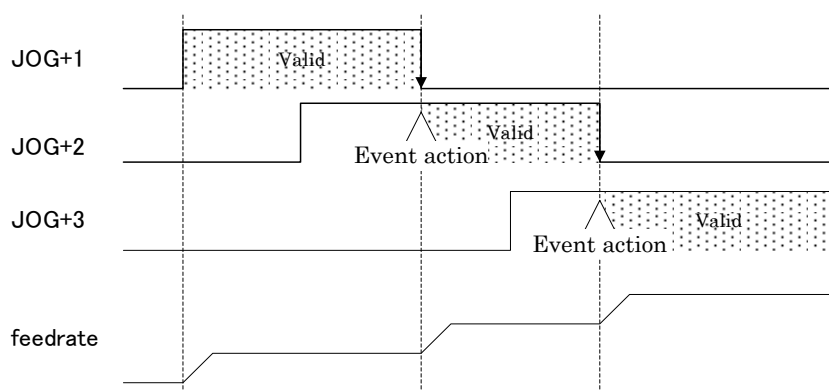 JOG+1
Valid
JOG+2
Valid
Event action
JOG+3
Valid
Event action
feedrate